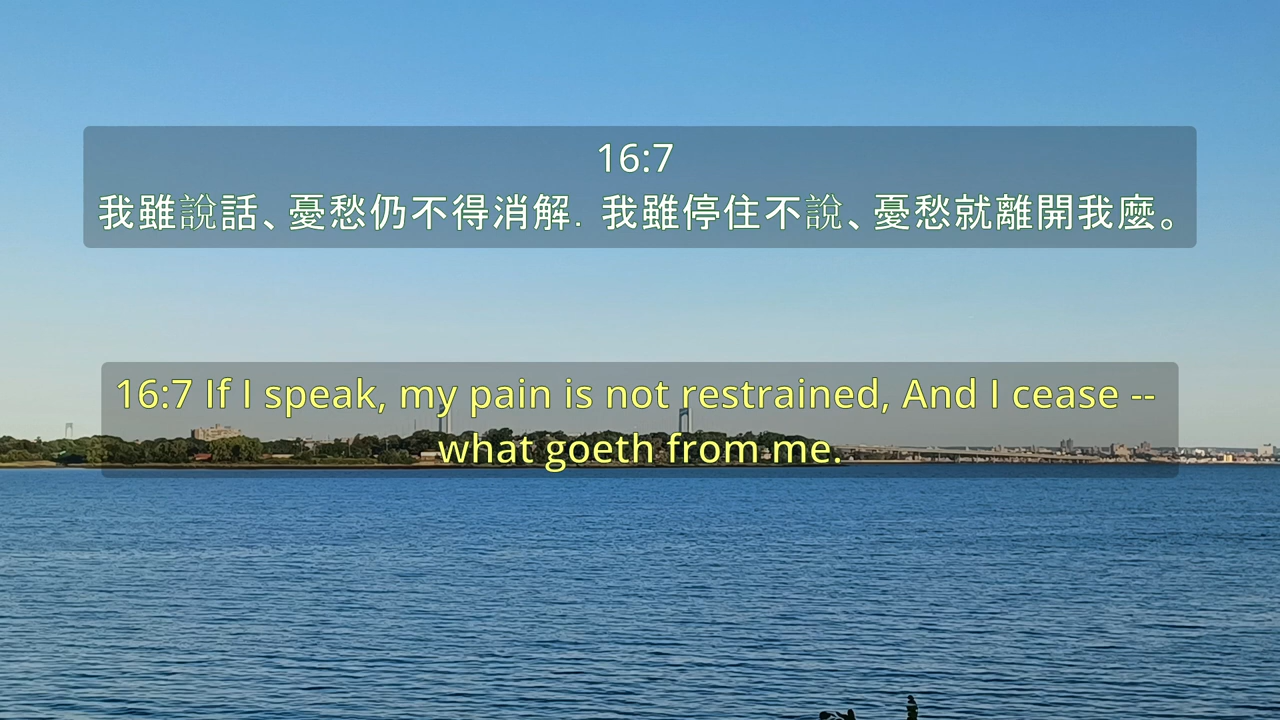 16:7
我雖說話、憂愁仍不得消解. 我雖停住不說、憂愁就離開我麼。
16:7 If I speak, my pain is not restrained, And I cease --
what goeth from me.